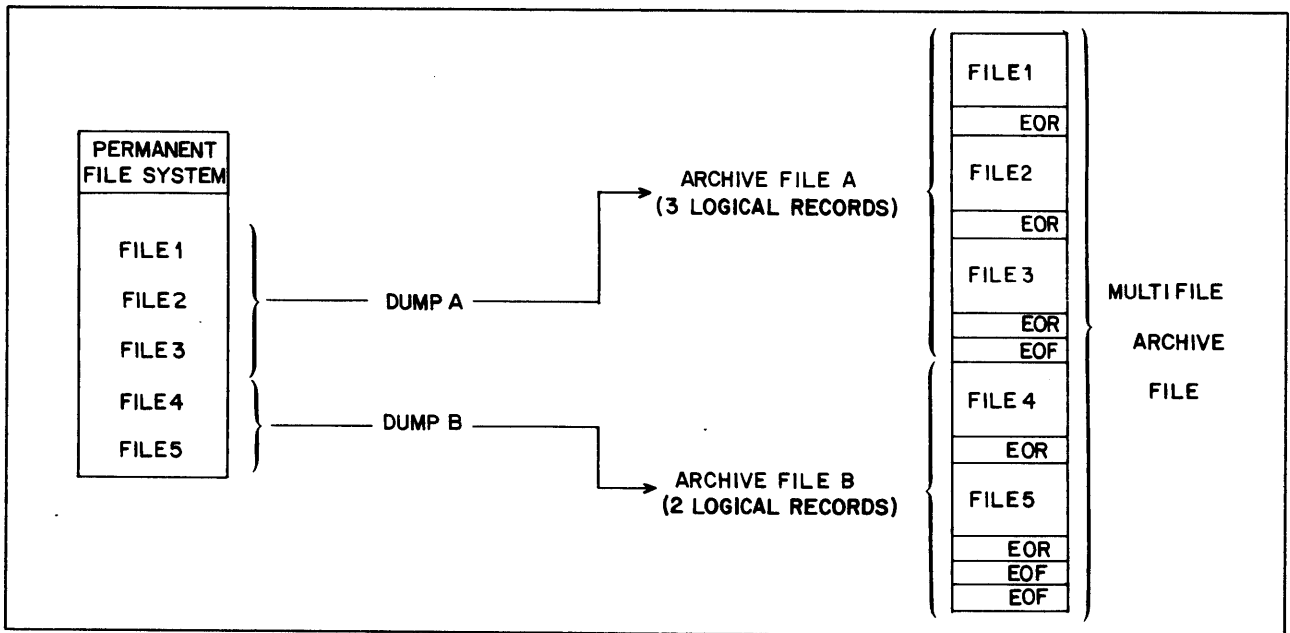 PERMANENT
FILE SYSTEM
FILE1
FILE2
FILE3
FILE4
FILE5
DUMP A
DUMP B
ARCHIVE FILE A
(3 LOGICAL RECORDS)
ARCHIVE FILE B
(2 LOGICAL RECORDS)
FILE1
EOR
FILE2
EOR
FILE3
EOR
EOF
FILE4
EOR
FILE5
EOR
EOF
EOF
MULTIFILE
ARCHIVE
FILE